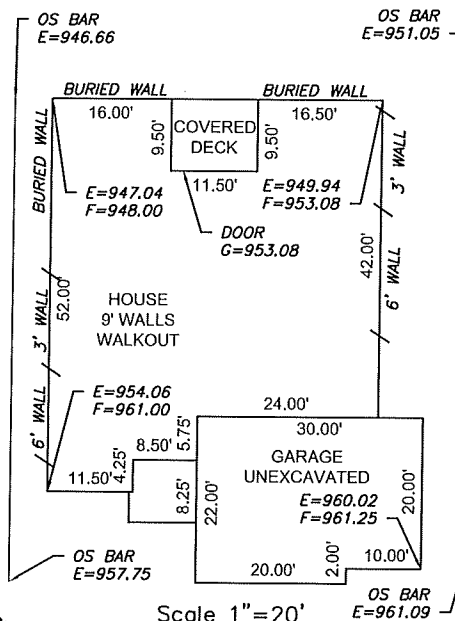 OS BAR
E=946.66
OS BAR
E=951.05
BURIED WALL
BURIED WALL
16.00'
16.50'
COVERED
DECK
9.50'
9.50'
11.50'
BURIED WALL
E=947.04
F=948.00
E=949.94
F=953.08
3' WALL
DOOR
G=953.08
42.00'
6' WALL
52.00'
3' WALL
HOUSE
9' WALLS
WALKOUT
6' WALL
E=954.06
F=961.00
24.00'
30.00'
8.50'
5.75'
GARAGE
UNEXCAVATED
11.50'
4.25'
8.25'
22.00'
E=960.02
F=961.25
20.00'
OS BAR
E=957.75
20.00'
2.00'
10.00'
Scale 1"=20'
OS BAR
E=961.09